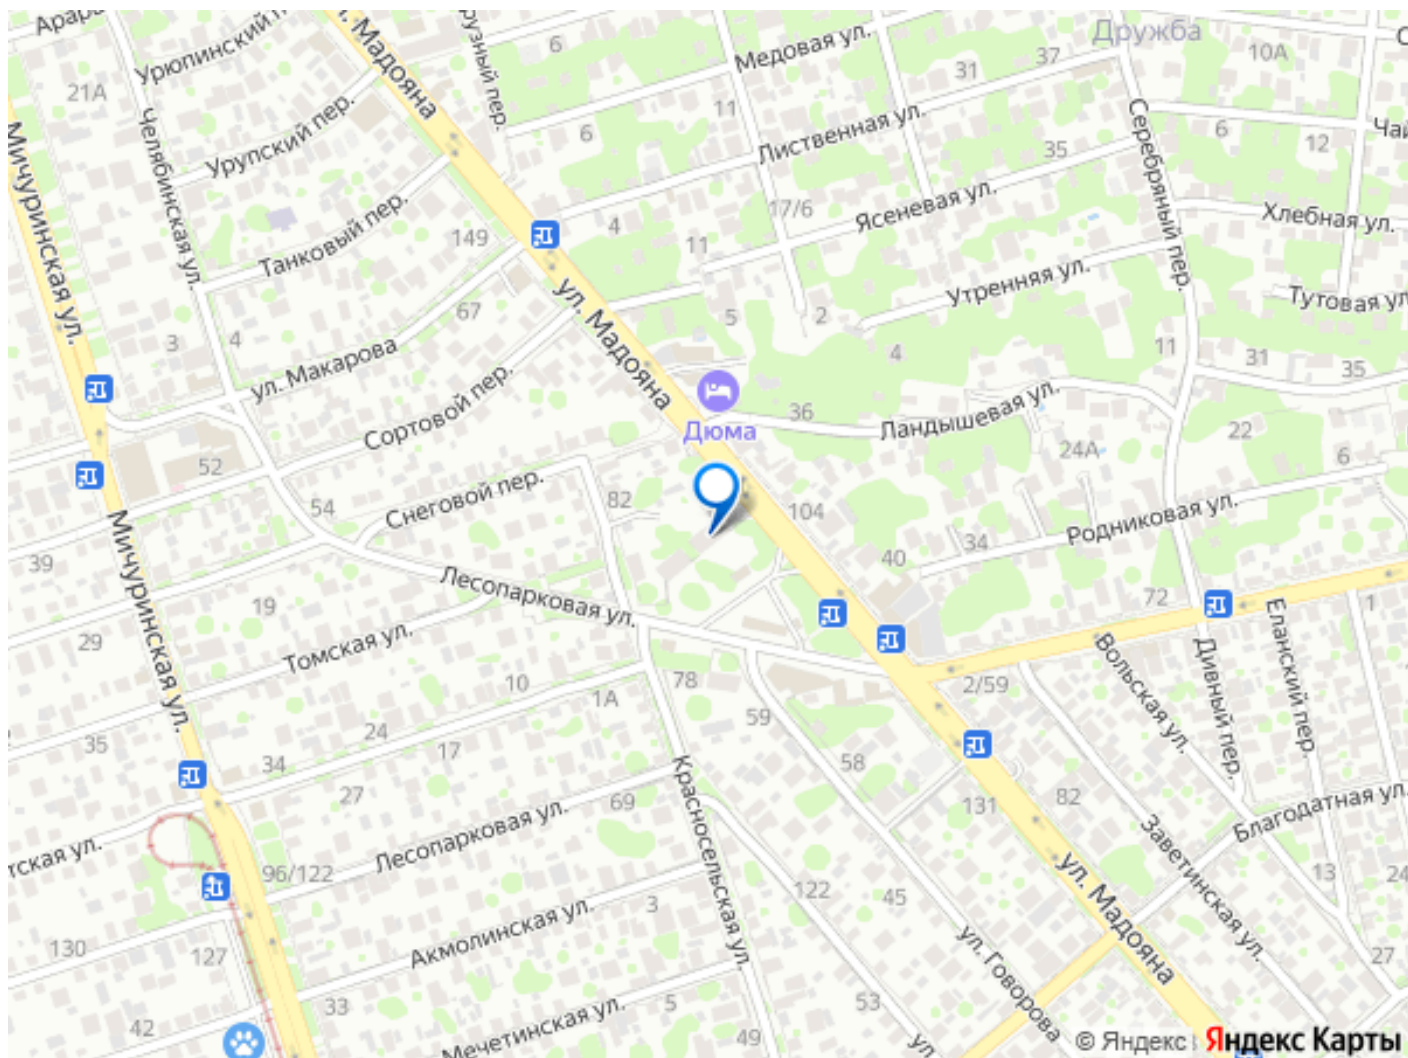 Урюпинский п
Мадояна
рузный пер.
6
Медовая ул.
Дружба
10А
21А
Урупский пер.
Челябинская ул.
Мичуринская ул.
11
6
31
37
Лиственная ул.
Серебряный пер.
6
12
Чай
35
Танковый пер.
149
4
17/6
Ясеневая ул.
Хлебная ул.
11
ул. Мадояна
Утренняя ул.
Тутовая ул
67
3
4
5
2
4
11
31
35
ул. Макарова
Сортовой пер.
Дюма
36
Ландышевая ул.
22
24А
6
52
54
Снеговой пер.
82
104
Родниковая ул.
39
Мичуринская ул.
40
34
19
Лесопарковая ул.
72
1
29
Томская ул.
Вольская ул.
Дивный пер.
Еланский пер.
10
1А
78
2/59
35
24
17
59
34
27
Красносельская ул.
58
69
131
82
Лесопарковая ул.
Благодатная ул.
Заветинская ул.
тская ул.
96/122
122
45
ул. Мадояна
13
24
3
130
127
Акмолинская ул.
ул. Говорова
27
33
5
53
42
Мечетинская ул.
49
ул
© Яндекс Яндекс Карты